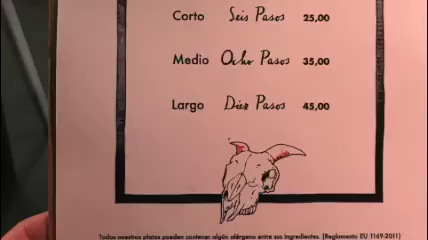 Corto Seis Pasos 25,00
Medio Ocho Pasos 35,00
Largo Diez Pasos 45,00
Todos nuestros platos pueden contener algún alérgeno entre sus ingredientes. (Reglamento EU 1169-2011)